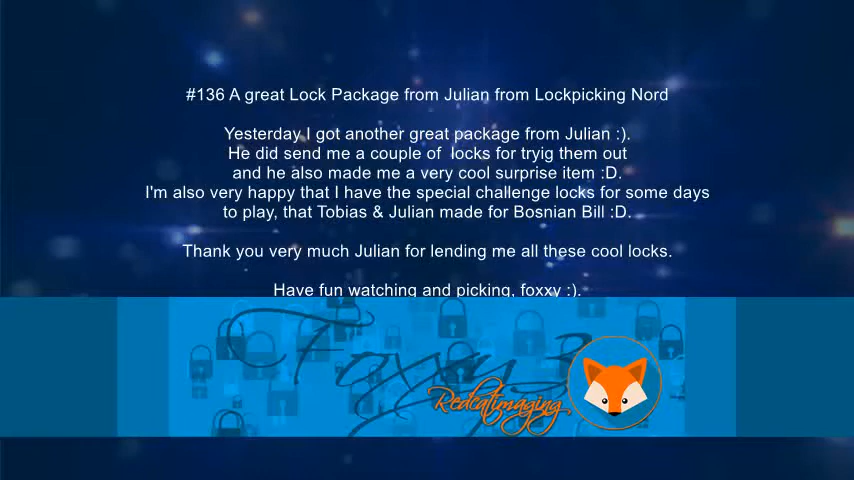 #136 A great Lock Package from Julian from Lockpicking Nord
Yesterday I got another great package from Julian :).
He did send me a couple of locks for tryig them out
and he also made me a very cool surprise item :D.
I'm also very happy that I have the special challenge locks for some days
to play, that Tobias & Julian made for Bosnian Bill :D.
Thank you very much Julian for lending me all these cool locks.
Have fun watching and picking, foxxy :).
Foxxy 3
Redcatimaging